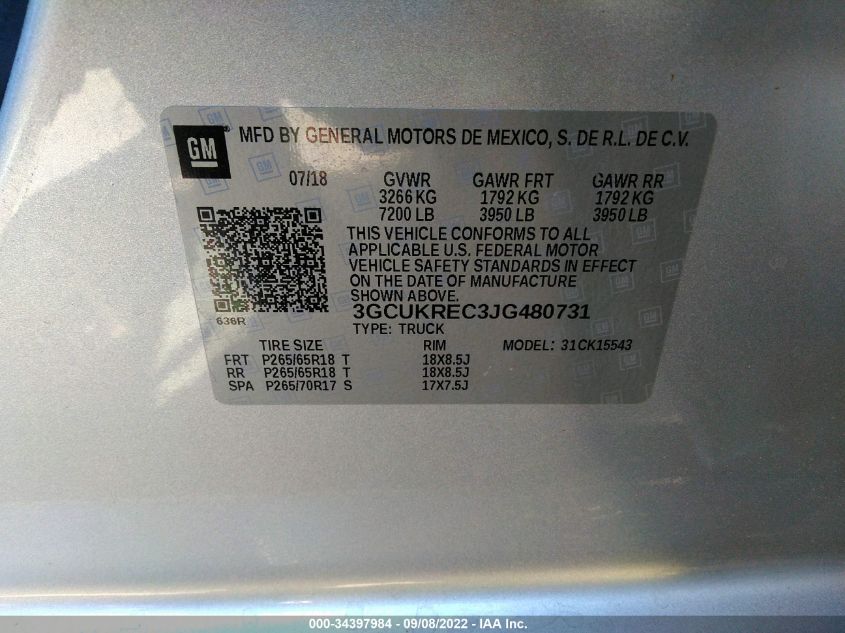 GM
MFD BY GENERAL MOTORS DE MEXICO, S. DE R.L. DE C.V.
07/18 GVWR GAWR FRT GAWR RR
3266 KG 1792 KG 1792 KG
7200 LB 3950 LB 3950 LB
THIS VEHICLE CONFORMS TO ALL
APPLICABLE U.S. FEDERAL MOTOR
VEHICLE SAFETY STANDARDS IN EFFECT
ON THE DATE OF MANUFACTURE
SHOWN ABOVE.
3GCUKREC3JG480731
636R TYPE: TRUCK
TIRE SIZE RIM MODEL: 31CK15543
FRT P265/65R18 T 18X8.5J
RR P265/65R18 T 18X8.5J
SPA P265/70R17 S 17X7.5J
000-34397984 - 09/08/2022 - IAA Inc.